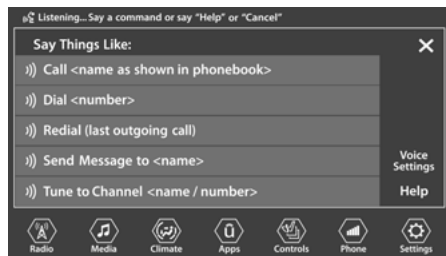 Listening... Say a command or say "Help" or "Cancel"
Say Things Like:
Call <name as shown in phonebook>
Dial <number>
Redial (last outgoing call)
Send Message to <name>
Tune to Channel <name / number>
Voice
Settings
Help
Radio
Media
Climate
Apps
Controls
Phone
Settings